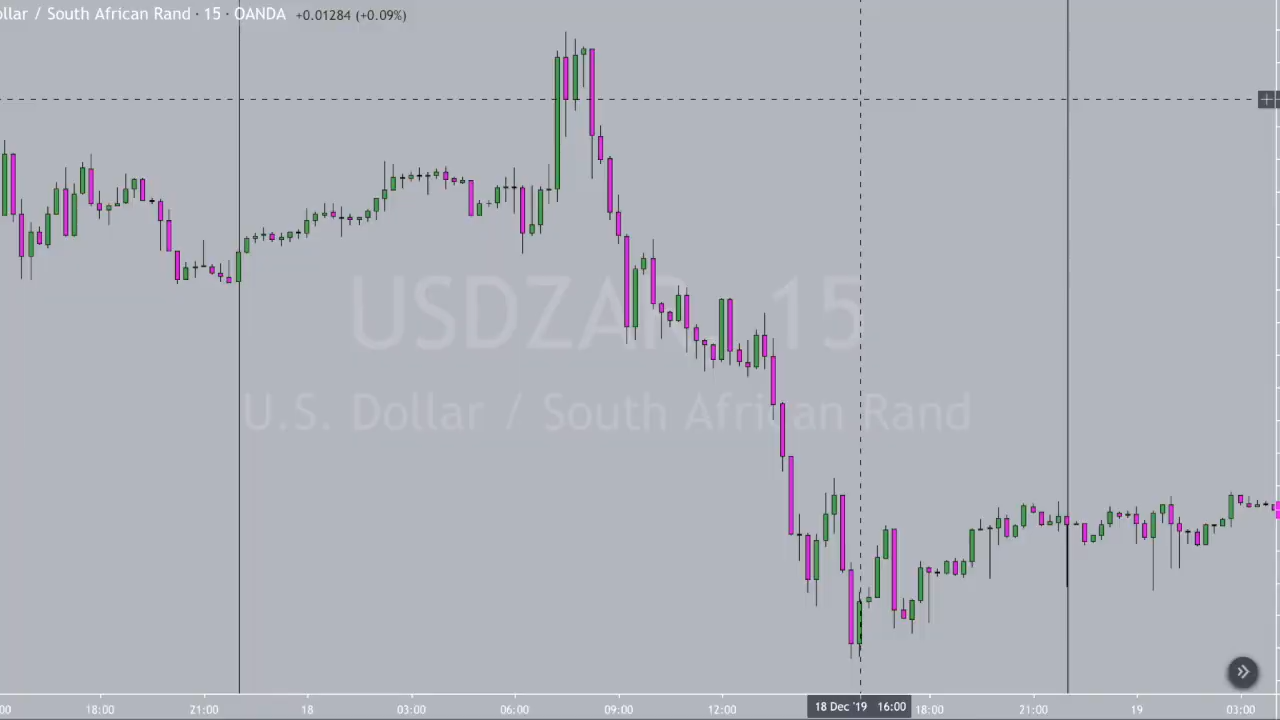 ollar / South African Rand · 15 · OANDA +0.01284 (+0.09%)
USDZAR, 15
U.S. Dollar / South African Rand
:00 18:00 21:00 18 03:00 06:00 09:00 12:00 18 Dec '19 16:00 18:00 21:00 19 03:00